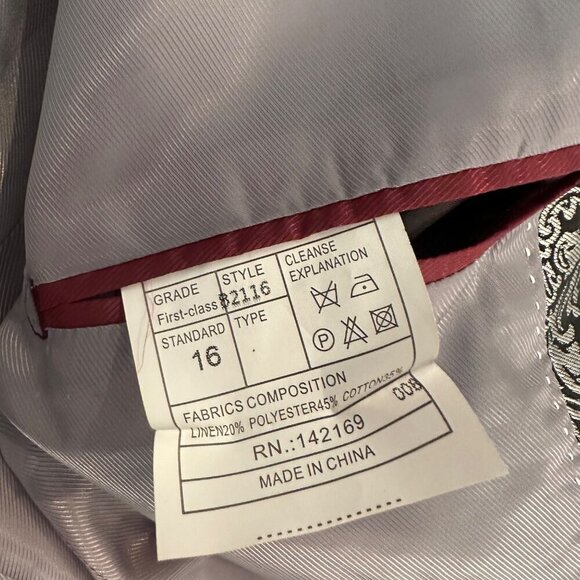 GRADE STYLE CLEANSE EXPLANATION
First-class B2116
STANDARD TYPE
16
P
FABRICS COMPOSITION
LINEN20% POLYESTER45% COTTON35%
008
RN.:142169
MADE IN CHINA